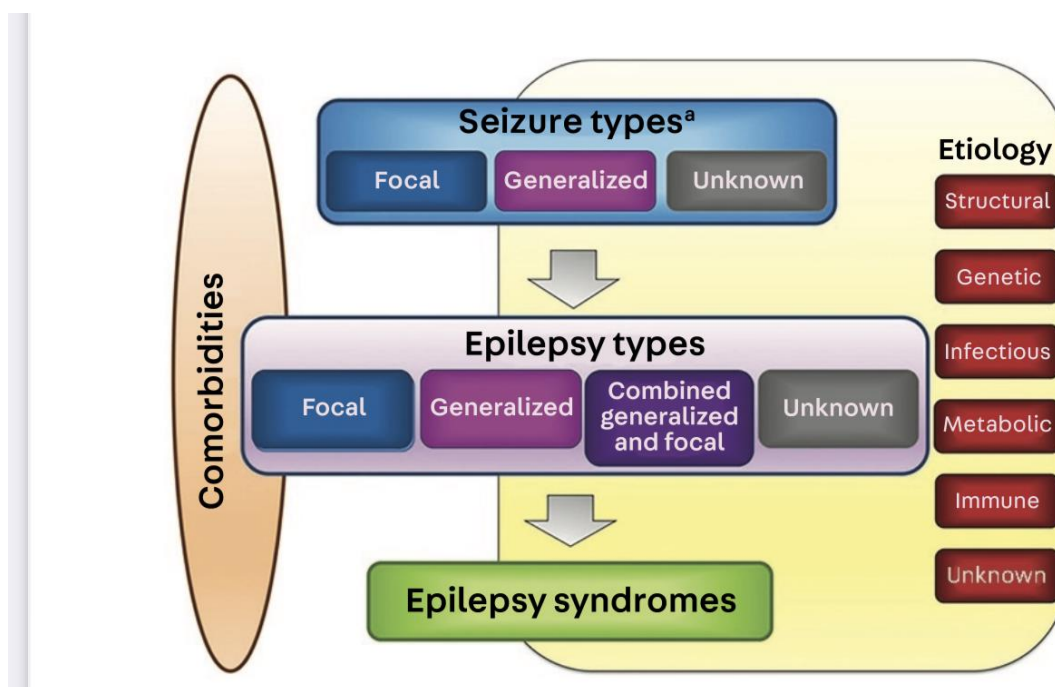 Seizure typesᵃ
Focal
Generalized
Unknown
Epilepsy types
Focal
Generalized
Combined
generalized
and focal
Unknown
Epilepsy syndromes
Comorbidities
Etiology
Structural
Genetic
Infectious
Metabolic
Immune
Unknown